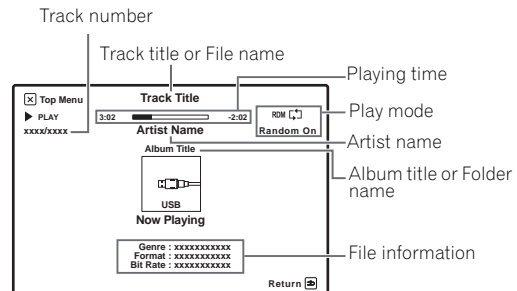 Track number
Track title or File name
Playing time
Top Menu
Track Title
PLAY
3:02
-2:02
RDM
Play mode
xxxx/xxxx
Artist Name
Random On
Artist name
Album Title
Album title or Folder
name
USB
Now Playing
Genre : xxxxxxxxxxx
Format : xxxxxxxxxxx
Bit Rate : xxxxxxxxxxx
File information
Return